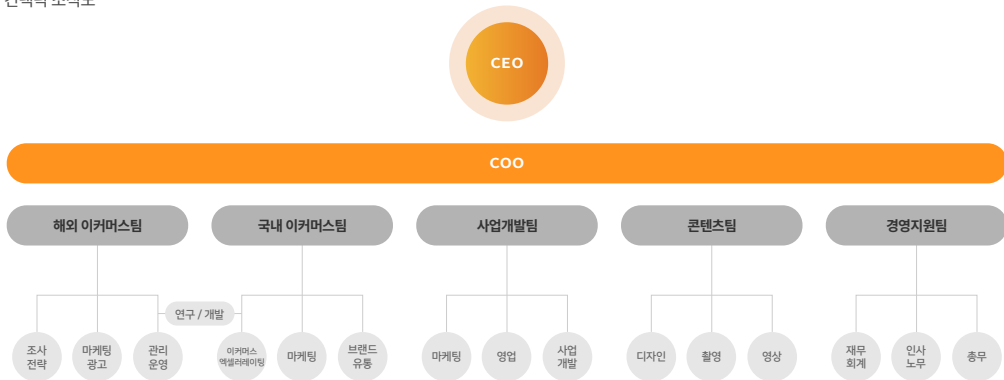 조직도
CEO
COO
해외 이커머스팀
국내 이커머스팀
사업개발팀
콘텐츠팀
경영지원팀
연구 / 개발
조사
전략
마케팅
광고
관리
운영
이커머스
엑셀러레이팅
마케팅
브랜드
유통
마케팅
영업
사업
개발
디자인
촬영
영상
재무
회계
인사
노무
총무